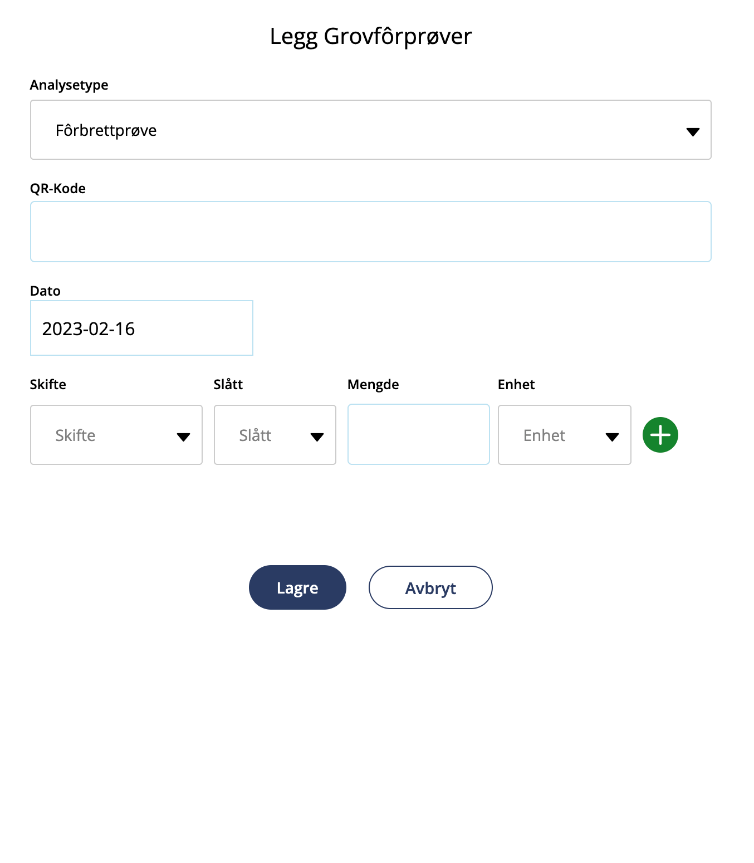 Legg Grovfôrprøver
Analysetype
Fôrbrettprøve
QR-Kode
Dato
2023-02-16
Skifte Slått Mengde Enhet
Skifte Slått Enhet
Lagre Avbryt